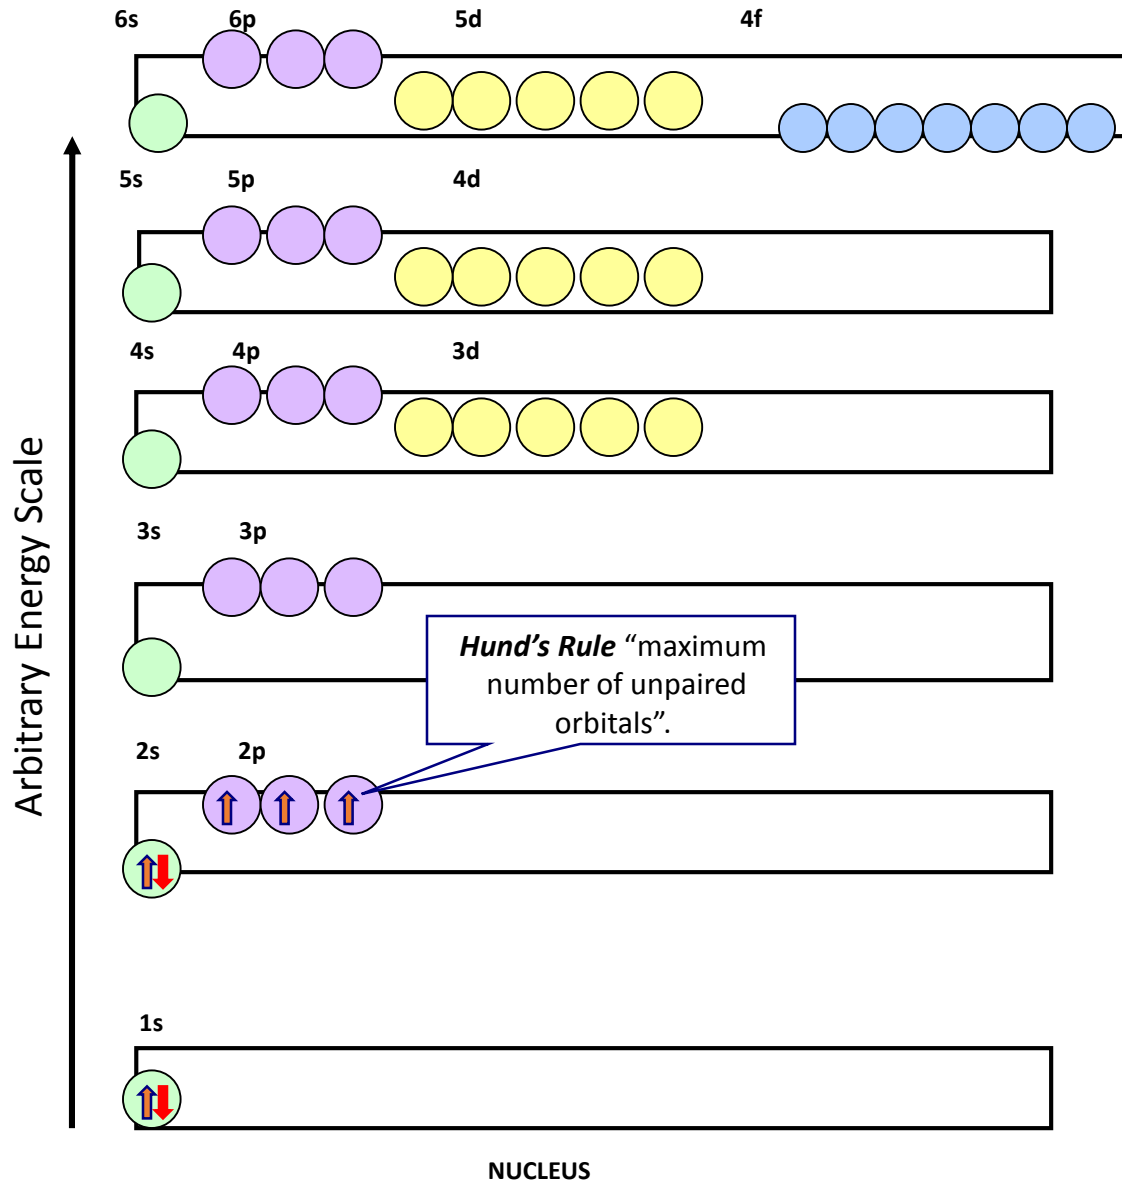 6s 6p 5d 4f
5s 5p 4d
4s 4p 3d
Arbitrary Energy Scale
3s 3p
Hund’s Rule “maximum
number of unpaired
orbitals”.
2s 2p
1s
NUCLEUS